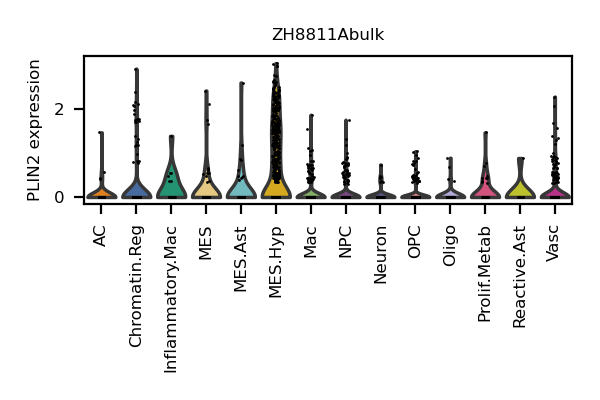 ZH8811Abulk
PLIN2 expression
2
0
AC
Chromatin.Reg
Inflammatory.Mac
MES
MES.Ast
MES.Hyp
Mac
NPC
Neuron
OPC
Oligo
Prolif.Metab
Reactive.Ast
Vasc